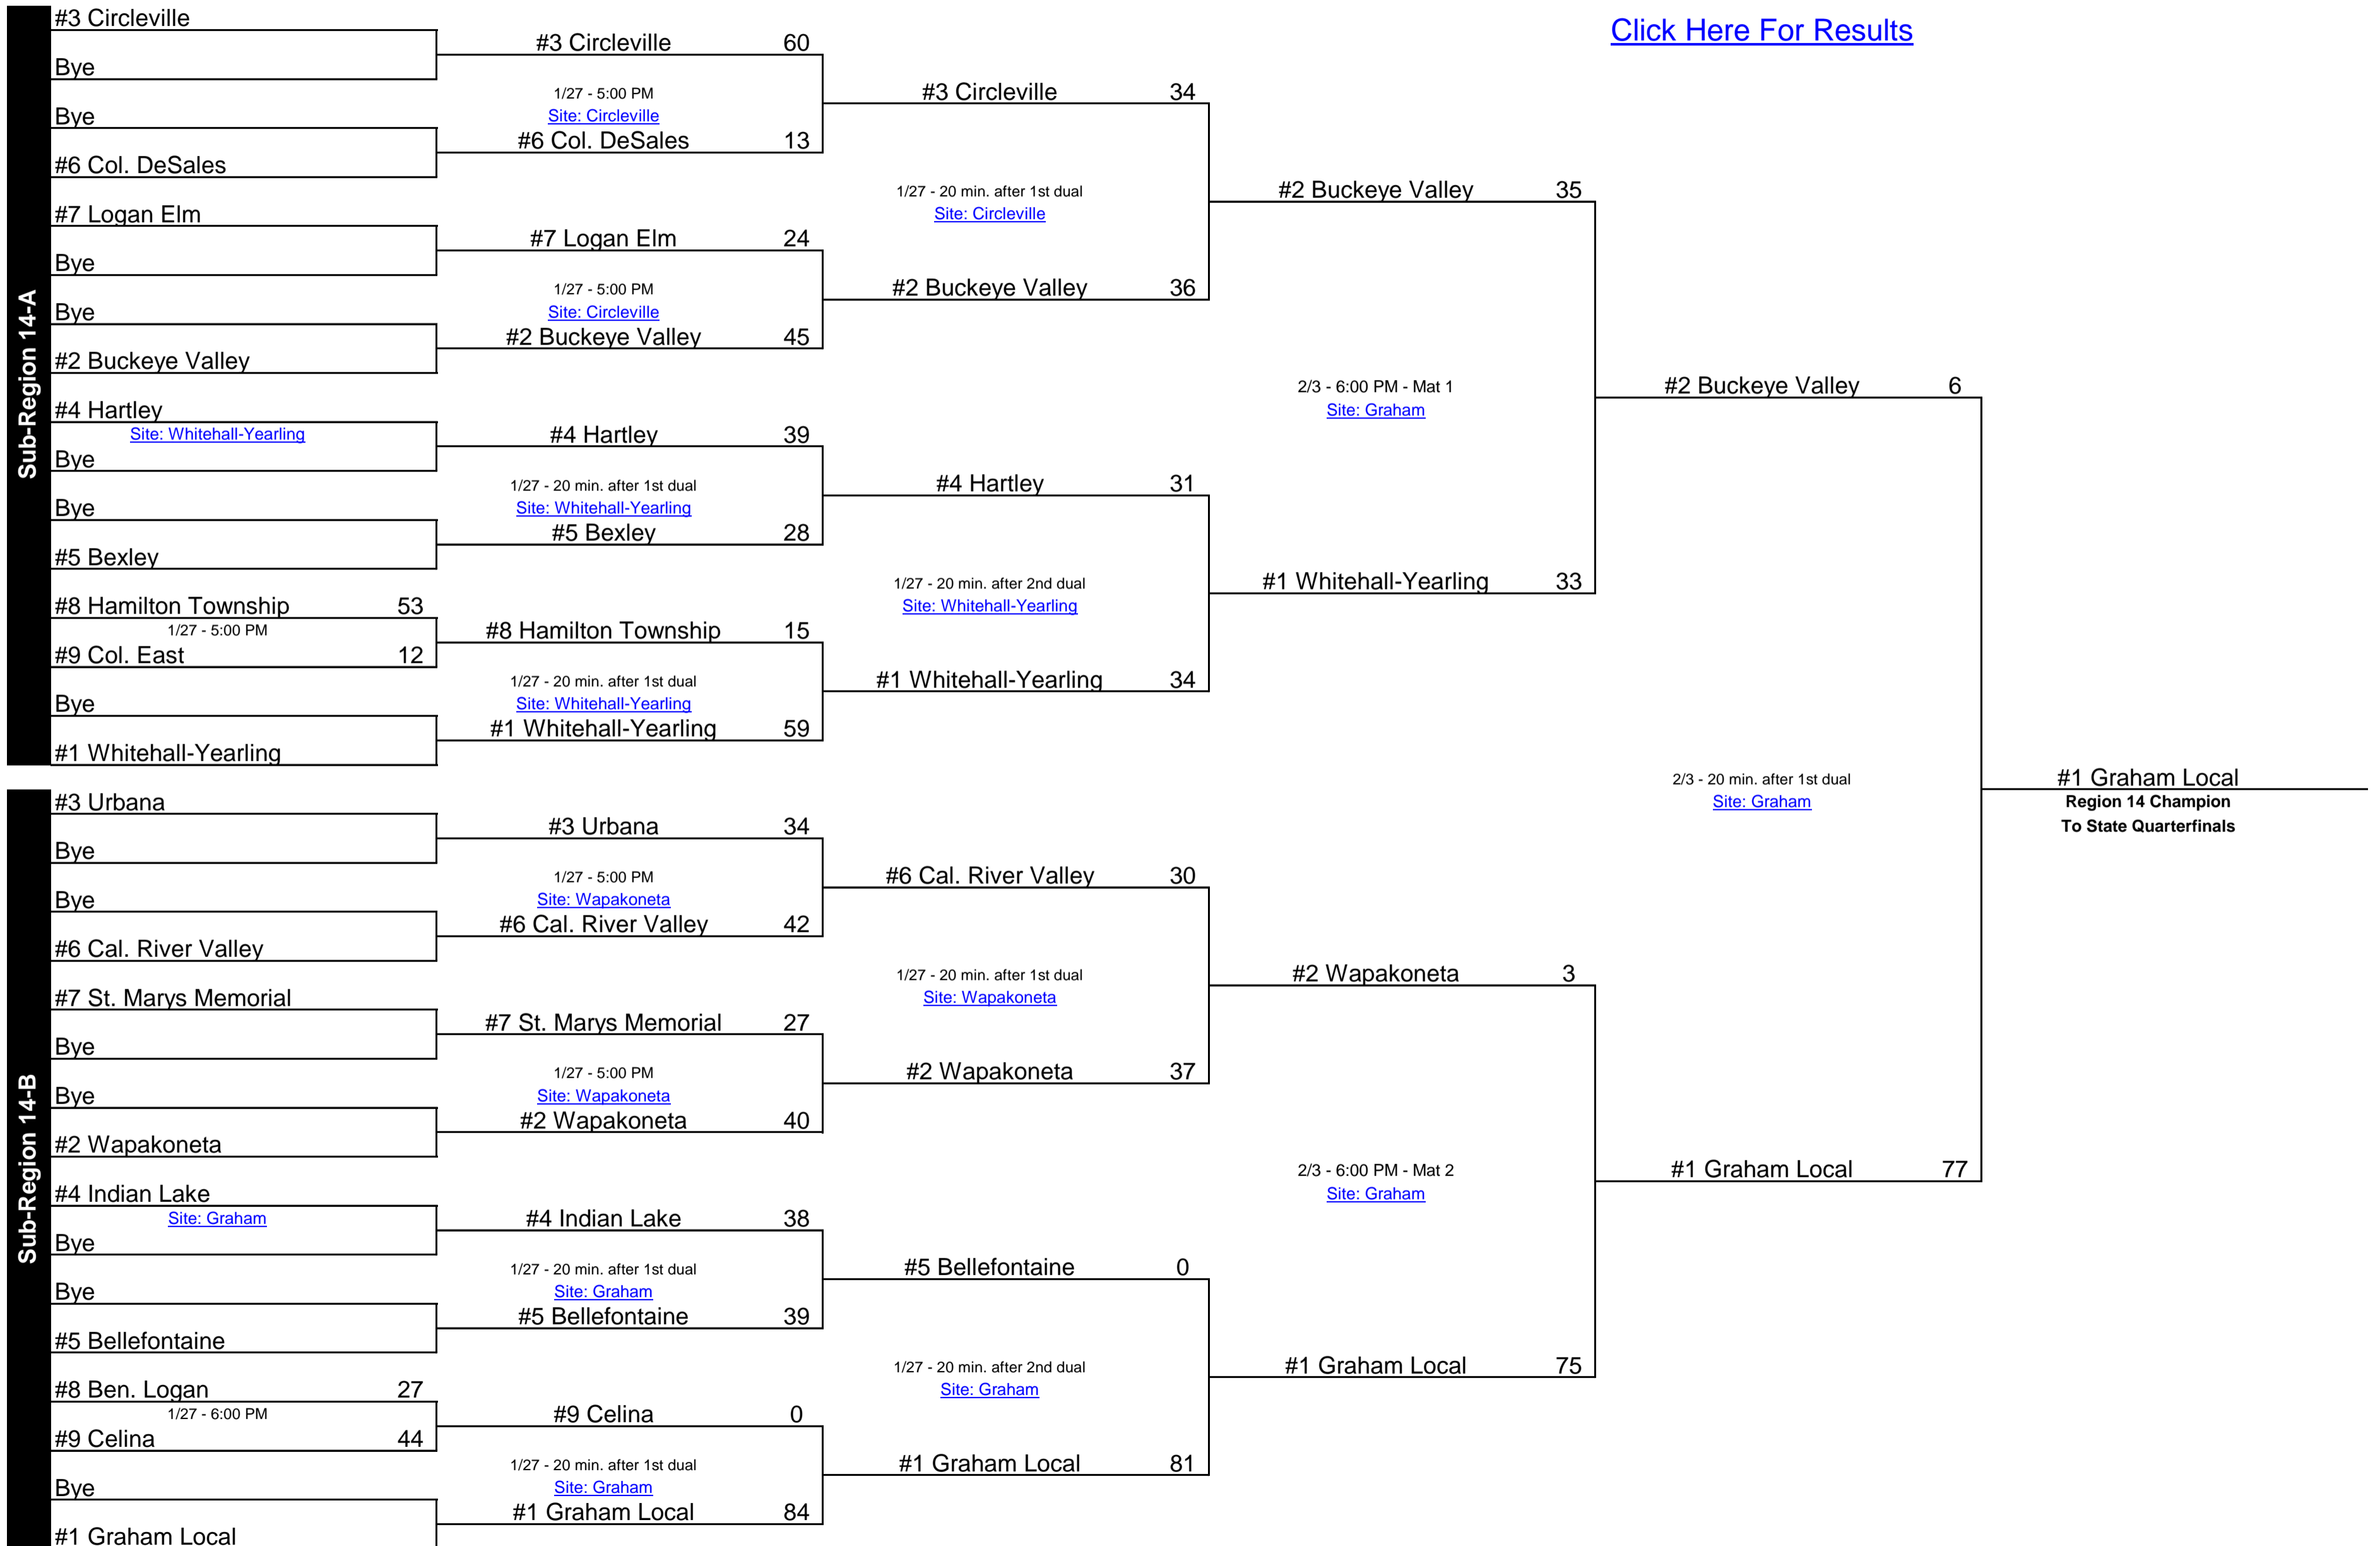 Click Here For Results
Sub-Region 14-A
#3 Circleville
Bye
Bye
#6 Col. DeSales
#7 Logan Elm
Bye
Bye
#2 Buckeye Valley
#4 Hartley
Site: Whitehall-Yearling
Bye
Bye
#5 Bexley
#8 Hamilton Township 53
1/27 - 5:00 PM
#9 Col. East 12
Bye
#1 Whitehall-Yearling
#3 Circleville 60
1/27 - 5:00 PM
Site: Circleville
#6 Col. DeSales 13
#7 Logan Elm 24
1/27 - 5:00 PM
Site: Circleville
#2 Buckeye Valley 45
#4 Hartley 39
1/27 - 20 min. after 1st dual
Site: Whitehall-Yearling
#5 Bexley 28
#8 Hamilton Township 15
1/27 - 20 min. after 1st dual
Site: Whitehall-Yearling
#1 Whitehall-Yearling 59
#3 Circleville 34
1/27 - 20 min. after 1st dual
Site: Circleville
#2 Buckeye Valley 36
#4 Hartley 31
1/27 - 20 min. after 2nd dual
Site: Whitehall-Yearling
#1 Whitehall-Yearling 34
#2 Buckeye Valley 35
2/3 - 6:00 PM - Mat 1
Site: Graham
#1 Whitehall-Yearling 33
Sub-Region 14-B
#3 Urbana
Bye
Bye
#6 Cal. River Valley
#7 St. Marys Memorial
Bye
Bye
#2 Wapakoneta
#4 Indian Lake
Site: Graham
Bye
Bye
#5 Bellefontaine
#8 Ben. Logan 27
1/27 - 6:00 PM
#9 Celina 44
Bye
#1 Graham Local
#3 Urbana 34
1/27 - 5:00 PM
Site: Wapakoneta
#6 Cal. River Valley 42
#7 St. Marys Memorial 27
1/27 - 5:00 PM
Site: Wapakoneta
#2 Wapakoneta 40
#4 Indian Lake 38
1/27 - 20 min. after 1st dual
Site: Graham
#5 Bellefontaine 39
#9 Celina 0
1/27 - 20 min. after 1st dual
Site: Graham
#1 Graham Local 84
#6 Cal. River Valley 30
1/27 - 20 min. after 1st dual
Site: Wapakoneta
#2 Wapakoneta 37
#5 Bellefontaine 0
1/27 - 20 min. after 2nd dual
Site: Graham
#1 Graham Local 81
#2 Wapakoneta 3
2/3 - 6:00 PM - Mat 2
Site: Graham
#1 Graham Local 75
#2 Buckeye Valley 6
2/3 - 20 min. after 1st dual
Site: Graham
#1 Graham Local 77
#1 Graham Local
Region 14 Champion
To State Quarterfinals